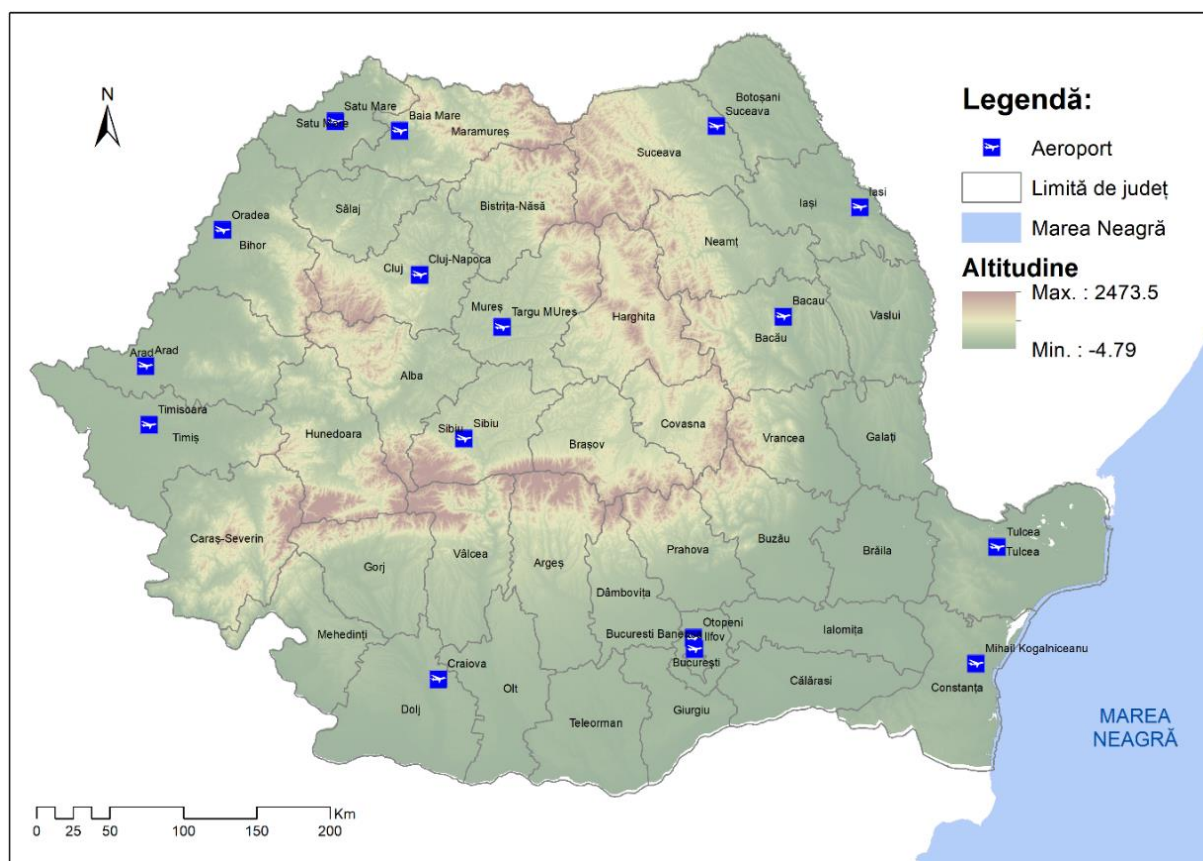 N
Satu Mare
Satu Mare
Baia Mare
Maramureș
Botoșani
Suceava
Suceava
Legendă:
Aeroport
Limită de județ
Marea Neagră
Altitudine
Max. : 2473.5
Min. : -4.79
Sălaj
Bistrița-Năsă
Iași
Iasi
Oradea
Bihor
Neamț
Cluj
Cluj-Napoca
Mureș
Targu MUres
Harghita
Bacau
Bacău
Vaslui
Arad
Arad
Alba
Timisoara
Timiș
Hunedoara
Sibiu
Sibiu
Brașov
Covasna
Vrancea
Galați
Caraș-Severin
Gorj
Vâlcea
Argeș
Prahova
Buzău
Brăila
Tulcea
Tulcea
Dâmbovița
Mehedinți
Bucuresti
Otopeni
Ilfov
București
Ialomița
Mihail Kogalniceanu
Constanța
Craiova
Dolj
Olt
Teleorman
Giurgiu
Călărasi
MAREA
NEAGRĂ
Km
0 25 50 100 150 200